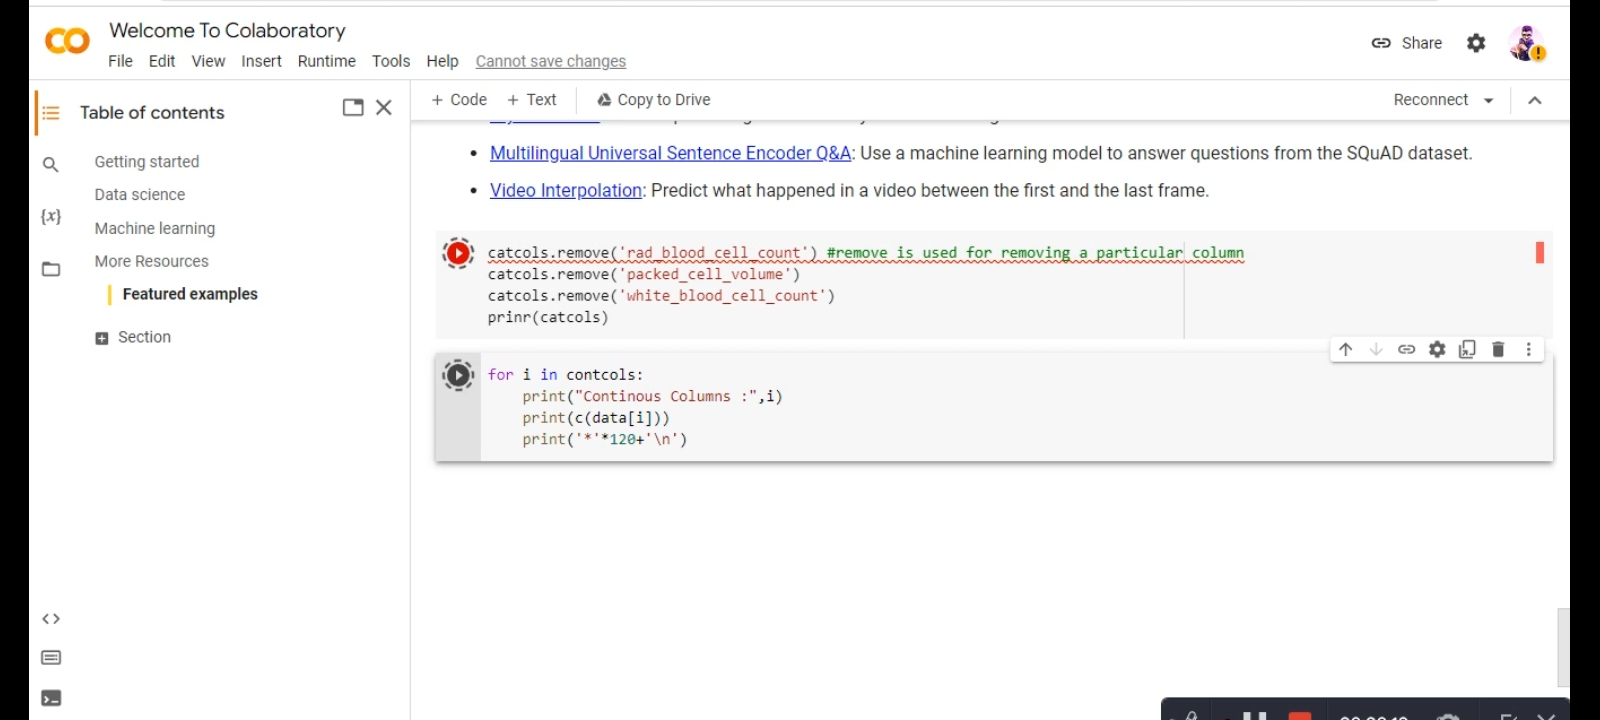 Welcome To Colaboratory
File Edit View Insert Runtime Tools Help Cannot save changes
Share
Table of contents
+ Code + Text Copy to Drive
Reconnect
Getting started
Data science
Machine learning
More Resources
Featured examples
Section
• Multilingual Universal Sentence Encoder Q&A: Use a machine learning model to answer questions from the SQuAD dataset.
• Video Interpolation: Predict what happened in a video between the first and the last frame.
catcols.remove('rad_blood_cell_count') #remove is used for removing a particular column
catcols.remove('packed_cell_volume')
catcols.remove('white_blood_cell_count')
prinr(catcols)
for i in contcols:
print("Continous Columns :",i)
print(c(data[i]))
print('*'*120+'\n')